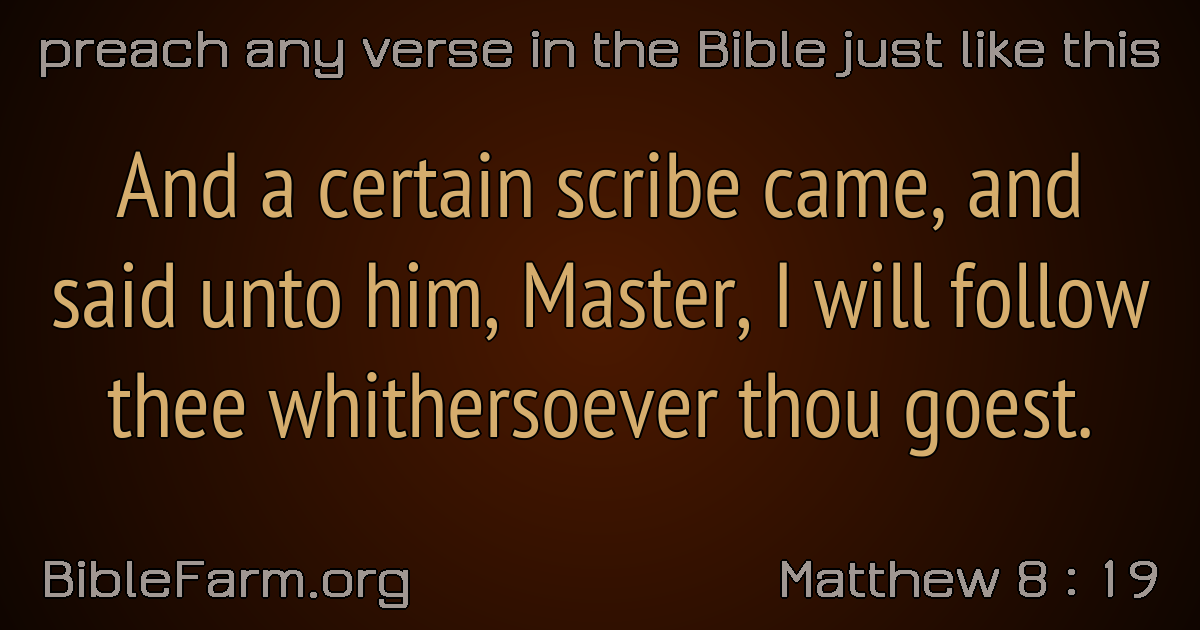 preach any verse in the Bible just like this
And a certain scribe came, and
said unto him, Master, I will follow
thee whithersoever thou goest.
BibleFarm.org
Matthew 8 : 19